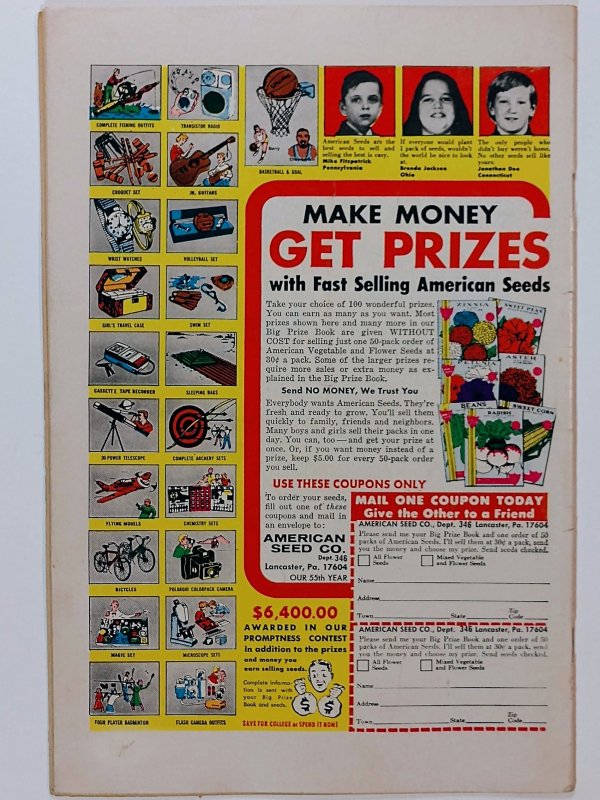 COMPLETE FISHING OUTFITS
TRANSISTOR RADIO
CROQUET SET
JR. GUITARS
WRIST WATCHES
VOLLEYBALL SET
GIRL'S TRAVEL CASE
SWIM SET
CASSETTE TAPE RECORDER
SLEEPING BAGS
30 POWER TELESCOPE
COMPLETE ARCHERY SETS
FLYING MODELS
CHEMISTRY SETS
BICYCLES
POLAROID COLORPACK CAMERA
MAGIC SET
MICROSCOPE SETS
FOUR PLAYER BADMINTON
FLASH CAMERA OUTFITS
Barry
BASKETBALL & GOAL
American Seeds are the
best seeds to sell and
selling the best is easy.
Mike Fitzpatrick
Pennsylvania
If everyone would plant
1 pack of seeds, wouldn't
the world be nice to look
at.
Brenda Jackson
Ohio
The only people who
didn't buy weren't home.
No other seeds sell like
yours.
Jonathan Doe
Connecticut
MAKE MONEY
GET PRIZES
with Fast Selling American Seeds
Take your choice of 100 wonderful prizes.
You can earn as many as you want. Most
prizes shown here and many more in our
Big Prize Book are given WITHOUT
COST for selling just one 50-pack order of
American Vegetable and Flower Seeds at
30¢ a pack. Some of the larger prizes re-
quire more sales or extra money as ex-
plained in the Big Prize Book.
Send NO MONEY, We Trust You
Everybody wants American Seeds. They're
fresh and ready to grow. You'll sell them
quickly to family, friends and neighbors.
Many boys and girls sell their packs in one
day. You can, too — and get your prize at
once. Or, if you want money instead of a
prize, keep $5.00 for every 50-pack order
you sell.
ZINNIA
SWEET PEAS
PETUNIA
ASTER
BEANS
RADISH
SWEET CORN
USE THESE COUPONS ONLY
To order your seeds,
fill out one of these
coupons and mail in
an envelope to:
AMERICAN
SEED CO.
Dept. 346
Lancaster, Pa. 17604
OUR 55th YEAR
MAIL ONE COUPON TODAY
Give the Other to a Friend
AMERICAN SEED CO., Dept. 346 Lancaster, Pa. 17604
Please send me your Big Prize Book and one order of 50
packs of American Seeds. I'll sell them at 30¢ a pack, send
you the money and choose my prize. Send seeds checked.
All Flower
Seeds
Mixed Vegetable
and Flower Seeds
Name
Address
Town State Zip
Code
AMERICAN SEED CO., Dept. 346 Lancaster, Pa. 17604
Please send me your Big Prize Book and one order of 50
packs of American Seeds. I'll sell them at 30¢ a pack, send
you the money and choose my prize. Send seeds checked.
All Flower
Seeds
Mixed Vegetable
and Flower Seeds
Name
Address
Town State Zip
Code
$6,400.00
AWARDED IN OUR
PROMPTNESS CONTEST
in addition to the prizes
and money you
earn selling seeds.
Complete informa-
tion is sent with
your Big Prize
Book and seeds.
$ $
SAVE FOR COLLEGE or SPEND IT NOW!